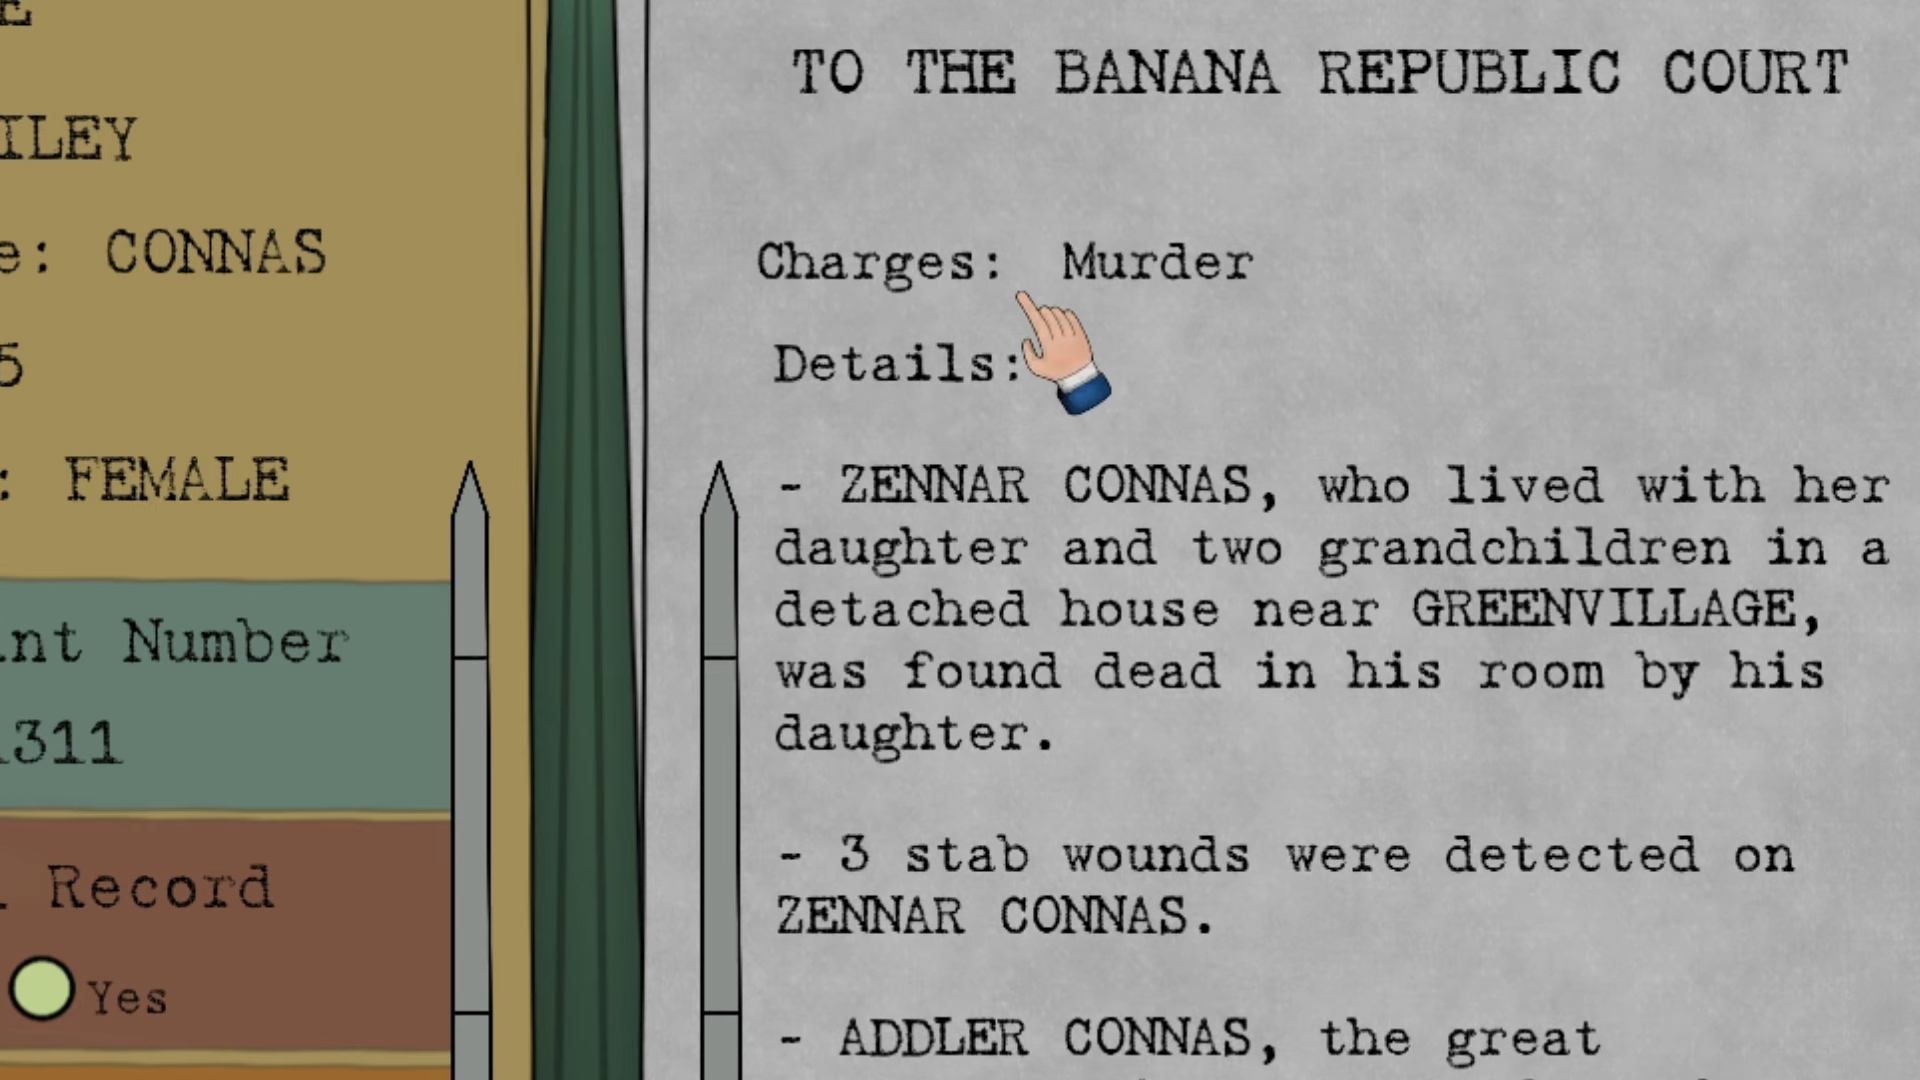 ILEY
e: CONNAS
5
: FEMALE
int Number
1311
Record
Yes
TO THE BANANA REPUBLIC COURT
Charges: Murder
Details:
- ZENNAR CONNAS, who lived with her
daughter and two grandchildren in a
detached house near GREENVILLAGE,
was found dead in his room by his
daughter.
- 3 stab wounds were detected on
ZENNAR CONNAS.
- ADDLER CONNAS, the great